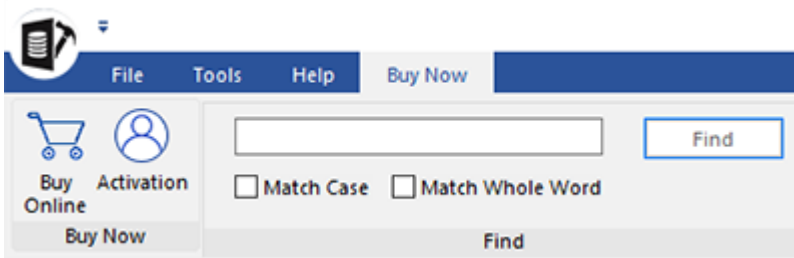 File Tools Help Buy Now
Buy Online
Activation
Find
Match Case Match Whole Word
Buy Now
Find